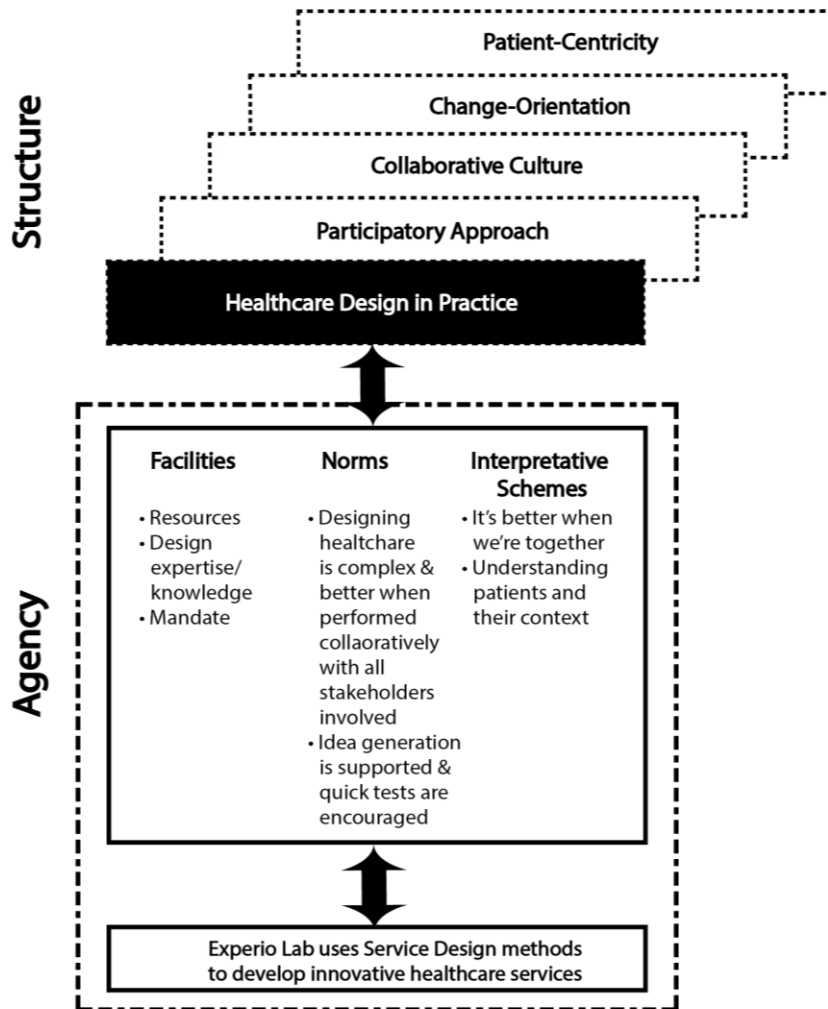 Structure
Patient-Centricity
Change-Orientation
Collaborative Culture
Participatory Approach
Healthcare Design in Practice
Agency
Facilities
• Resources
• Design
expertise/
knowledge
• Mandate
Norms
• Designing
healtchare
is complex &
better when
performed
collaoratively
with all
stakeholders
involved
• Idea generation
is supported &
quick tests are
encouraged
Interpretative
Schemes
• It's better when
we're together
• Understanding
patients and
their context
Experio Lab uses Service Design methods
to develop innovative healthcare services